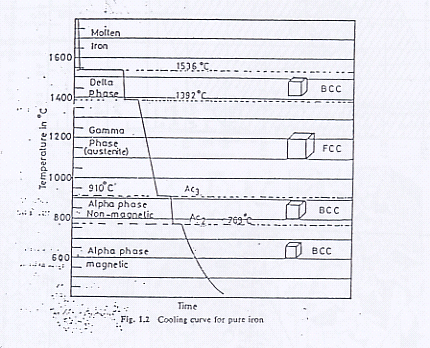 Molten
Iron
1600
1536°C
Delta
Phase
BCC
1400
1392°C
Temperature in °C
1200
Gamma
Phase
(austenite)
FCC
1000
910°C
Ac3
Alpha phase
Non-magnetic
BCC
800
Ac2
769°C
Alpha phase
magnetic
BCC
600
Time
Fig. 1.2 Cooling curve for pure iron